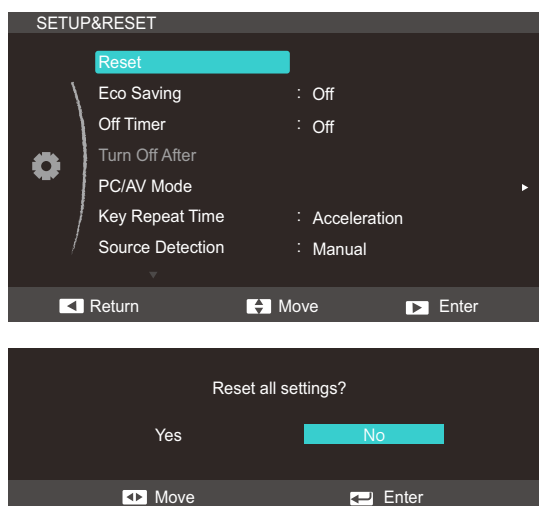 SETUP&RESET
Reset
Eco Saving : Off
Off Timer : Off
Turn Off After
PC/AV Mode
Key Repeat Time : Acceleration
Source Detection : Manual
Return Move Enter
Reset all settings?
Yes No
Move Enter